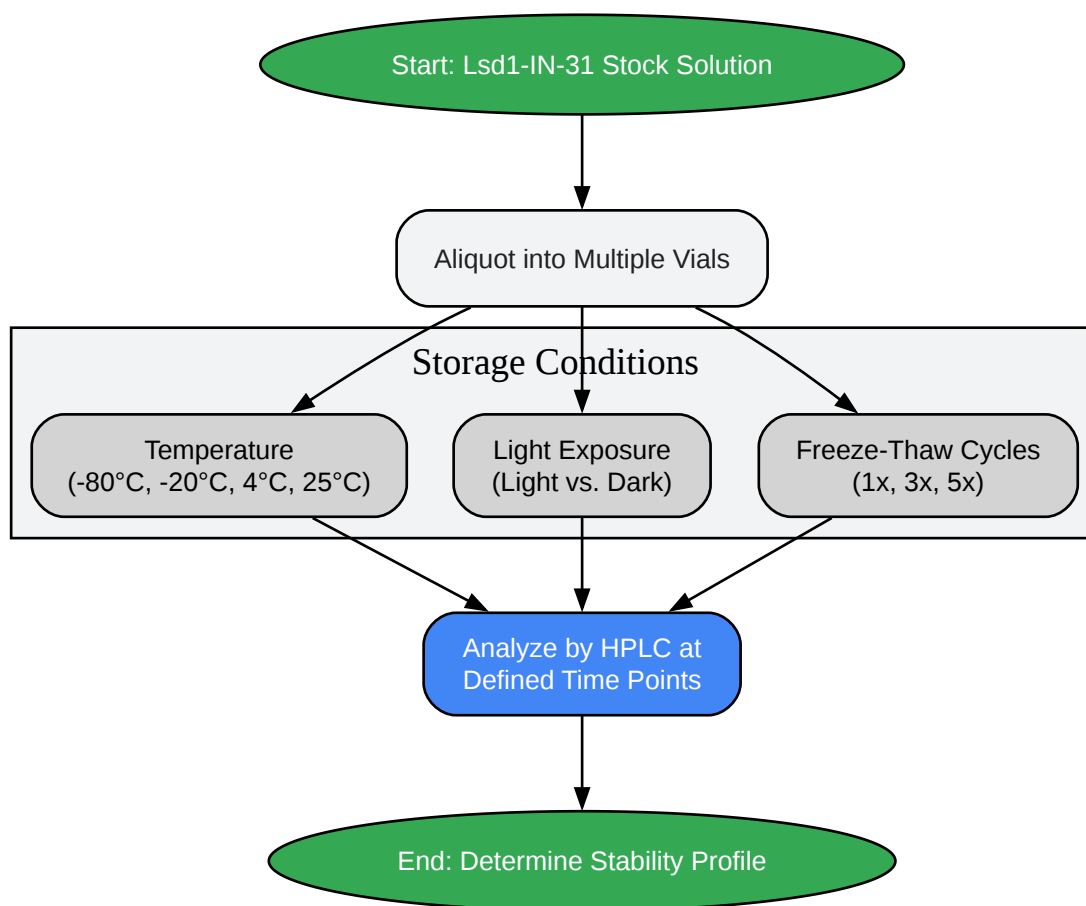 Start: Lsd1-IN-31 Stock Solution
Aliquot into Multiple Vials
Storage Conditions
Temperature
(-80°C, -20°C, 4°C, 25°C)
Light Exposure
(Light vs. Dark)
Freeze-Thaw Cycles
(1x, 3x, 5x)
Analyze by HPLC at
Defined Time Points
End: Determine Stability Profile